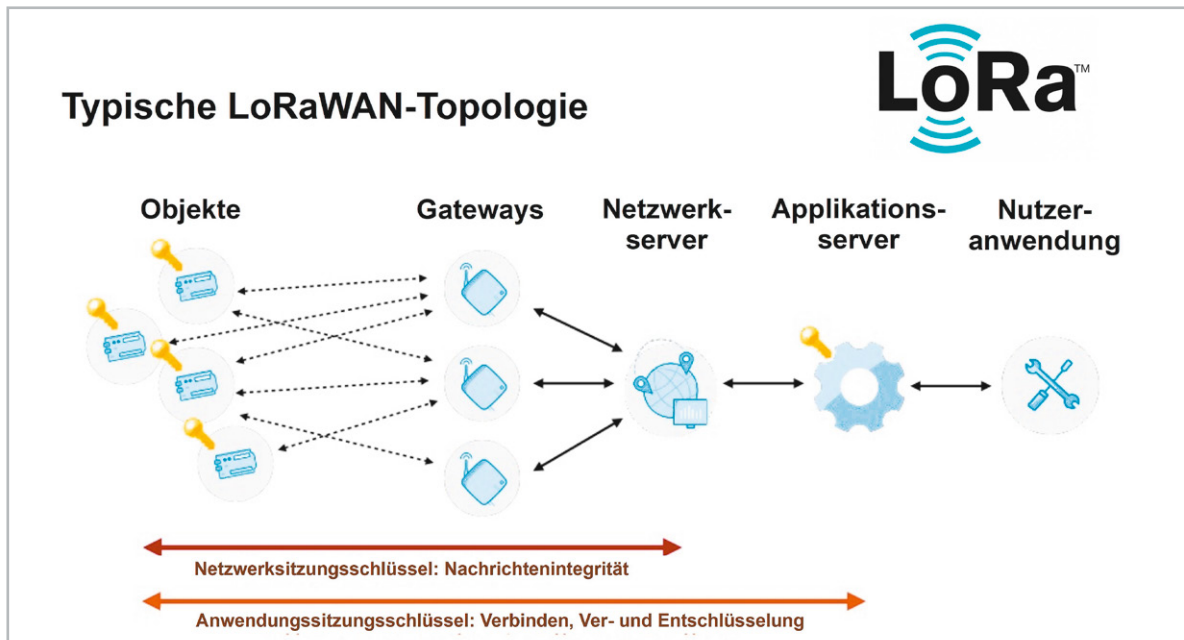 LoRa™
Typische LoRaWAN-Topologie
Objekte
Gateways
Netzwerk-
server
Applikations-
server
Nutzer-
anwendung
Netzwerksitzungsschlüssel: Nachrichtenintegrität
Anwendungssitzungsschlüssel: Verbinden, Ver- und Entschlüsselung